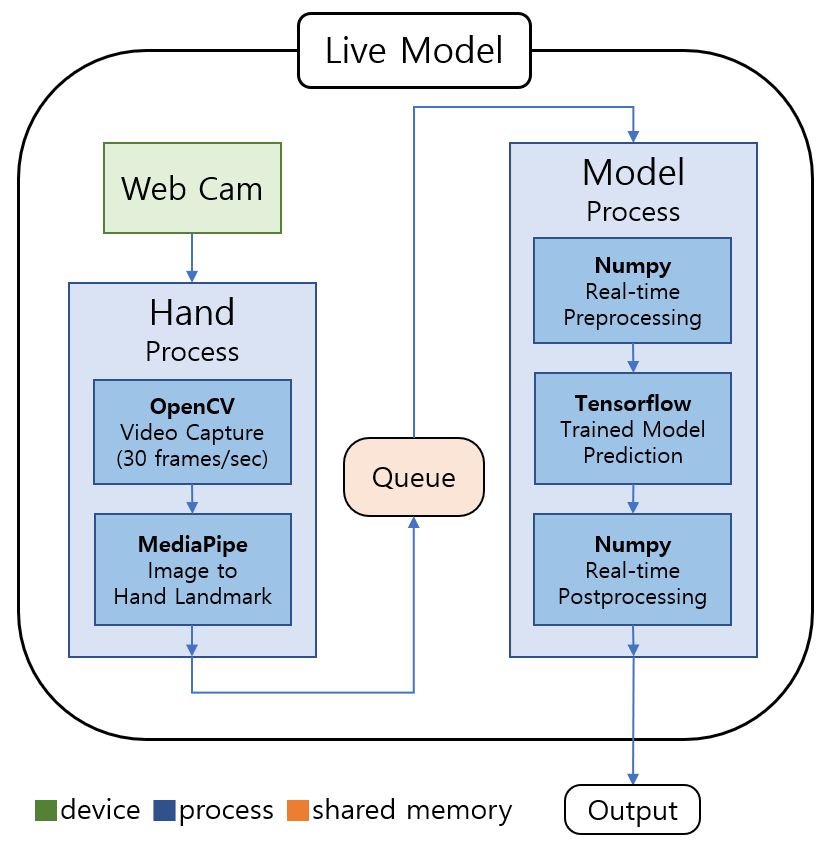 Live Model
Web Cam
Hand
Process
OpenCV
Video Capture
(30 frames/sec)
MediaPipe
Image to
Hand Landmark
Queue
Model
Process
Numpy
Real-time
Preprocessing
Tensorflow
Trained Model
Prediction
Numpy
Real-time
Postprocessing
device process shared memory
Output